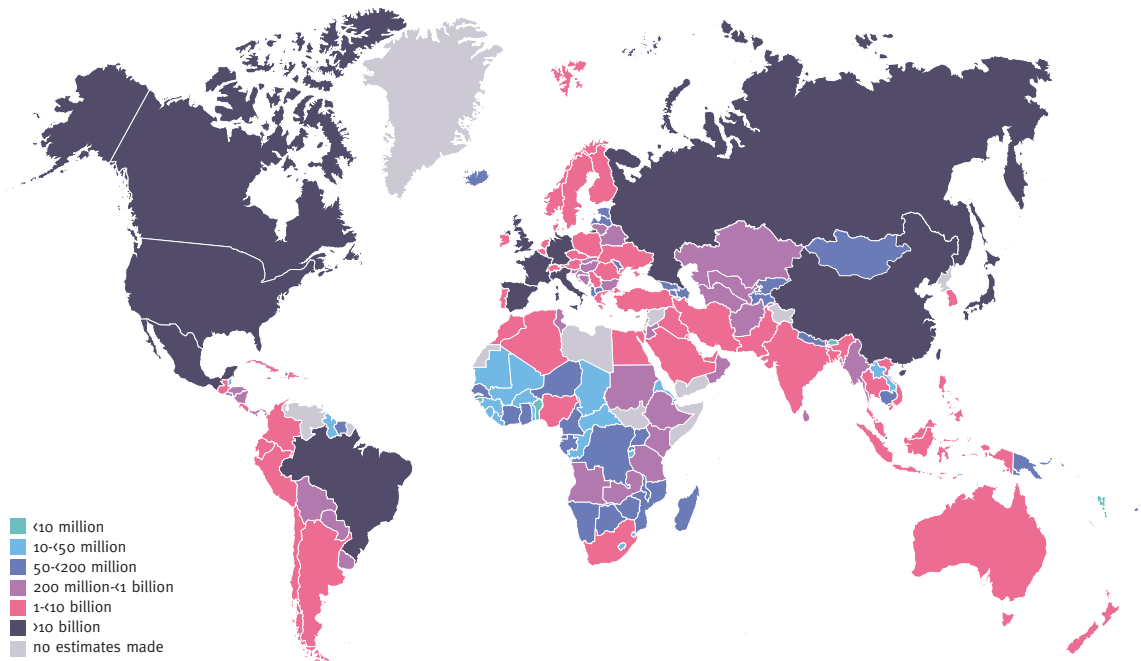 <10 million
10-<50 million
50-<200 million
200 million-<1 billion
1-<10 billion
>10 billion
no estimates made